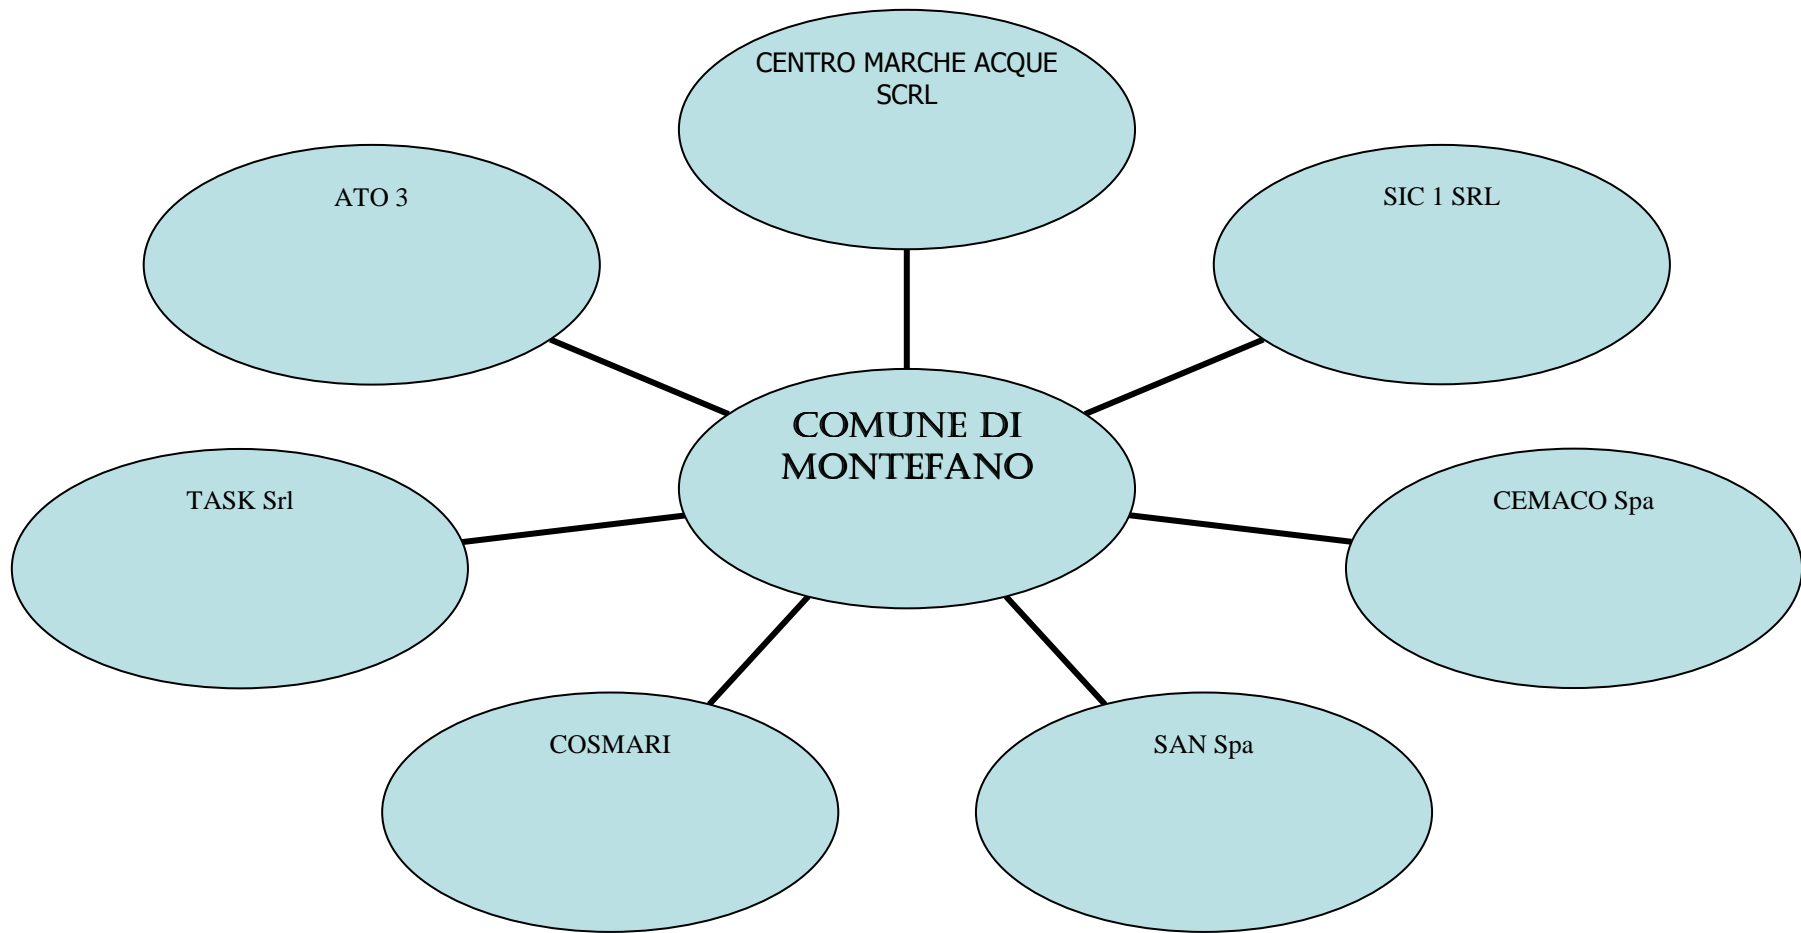 CENTRO MARCHE ACQUE
SCRL
ATO 3
SIC 1 SRL
COMUNE DI
MONTEFANO
TASK Srl
CEMACO Spa
COSMARI
SAN Spa